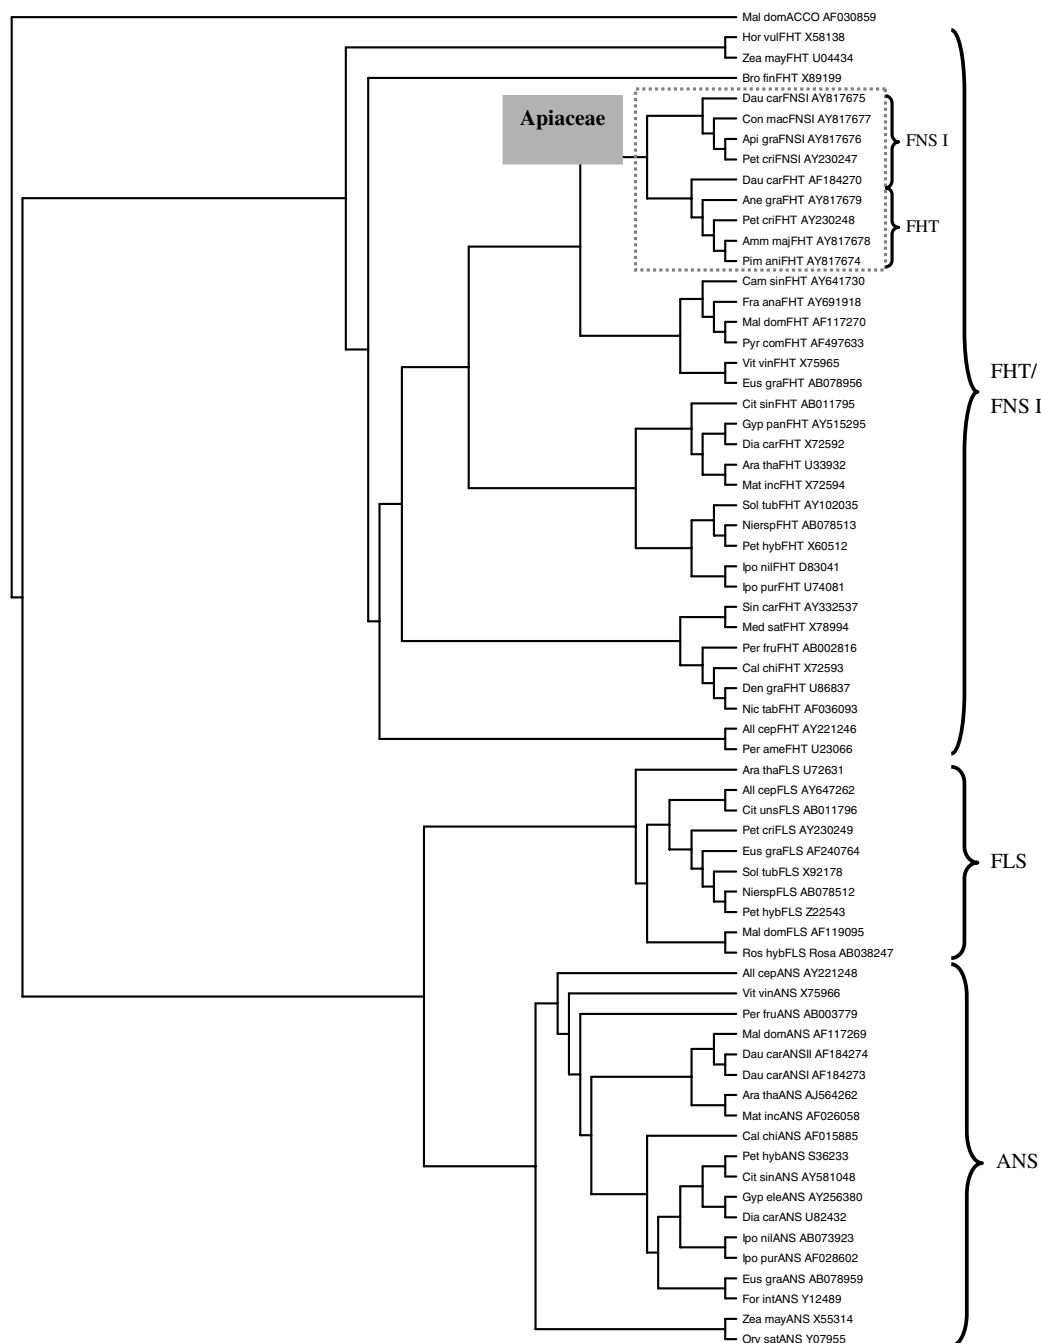 Mal domACCO AF030859
Hor vulFHT X58138
Zea mayFHT U04434
Bro finFHT X89199
Apiaceae
Dau carFNSI AY817675
Con macFNSI AY817677
Api graFNSI AY817676
Pet criFNSI AY230247
FNS I
Dau carFHT AF184270
Ane graFHT AY817679
Pet criFHT AY230248
Amm majFHT AY817678
Pim aniFHT AY817674
FHT
Cam sinFHT AY641730
Fra anaFHT AY691918
Mal domFHT AF117270
Pyr comFHT AF497633
Vit vinFHT X75965
Eus graFHT AB078956
Cit sinFHT AB011795
Gyp panFHT AY515295
Dia carFHT X72592
Ara thaFHT U33932
Mat incFHT X72594
Sol tubFHT AY102035
NierspFHT AB078513
Pet hybFHT X60512
Ipo nilFHT D83041
Ipo purFHT U74081
Sin carFHT AY332537
Med satFHT X78994
Per fruFHT AB002816
Cal chiFHT X72593
Den graFHT U86837
Nic tabFHT AF036093
All cepFHT AY221246
Per ameFHT U23066
FHT/
FNS I
Ara thaFLS U72631
All cepFLS AY647262
Cit unsFLS AB011796
Pet criFLS AY230249
Eus graFLS AF240764
Sol tubFLS X92178
NierspFLS AB078512
Pet hybFLS Z22543
Mal domFLS AF119095
Ros hybFLS Rosa AB038247
FLS
All cepANS AY221248
Vit vinANS X75966
Per fruANS AB003779
Mal domANS AF117269
Dau carANSII AF184274
Dau carANSI AF184273
Ara thaANS AJ564262
Mat incANS AF026058
Cal chiANS AF015885
Pet hybANS S36233
Cit sinANS AY581048
Gyp eleANS AY256380
Dia carANS U82432
Ipo nilANS AB073923
Ipo purANS AF028602
Eus graANS AB078959
For intANS Y12489
Zea mayANS X55314
Ory satANS Y07955
ANS